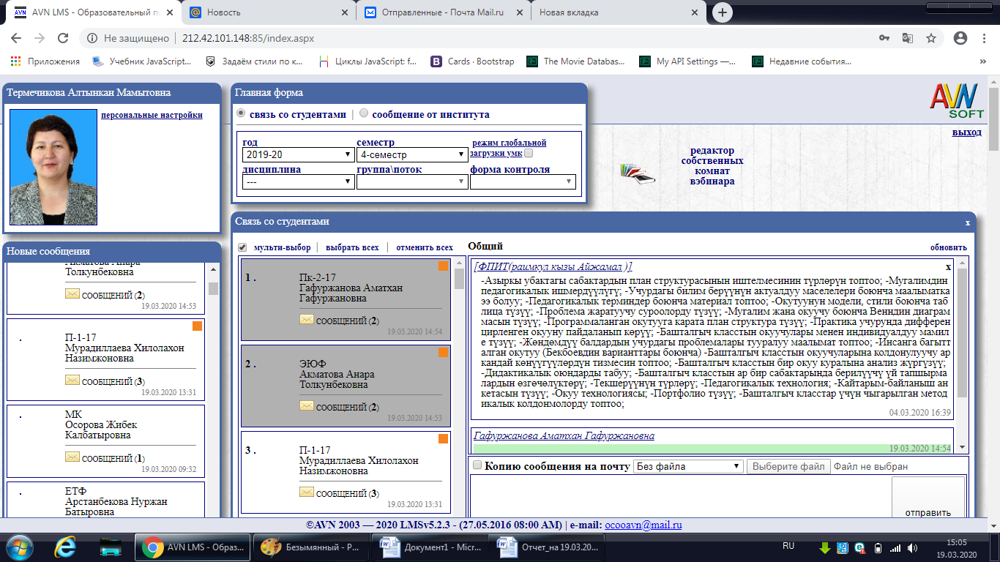 AVN LMS - Образовательный п
Новость
Отправленные - Почта Mail.ru
Новая вкладка
Не защищено
212.42.101.148:85/index.aspx
Приложения
Учебник JavaScript...
Задаём стили по к...
Циклы JavaScript: f...
Cards · Bootstrap
The Movie Databas...
My API Settings —...
Недавние события...
Термечикова Алтынкан Мамытовна
персональные настройки
Новые сообщения
Акматова Анара
Толкунбековна
СООБЩЕНИЙ (2)
19.03.2020 14:53
П-1-17
Мурадиллаева Хилолахон
Назимжоновна
СООБЩЕНИЙ (3)
19.03.2020 13:31
МК
Осорова Жибек
Калбатыровна
СООБЩЕНИЙ (1)
19.03.2020 09:32
ЕТФ
Арстанбекова Нуржан
Батыровна
Главная форма
связь со студентами | сообщение от института
год
2019-20
семестр
4-семестр
режим глобальной
загрузки умк
дисциплина
---
группа\поток
форма контроля
AVN
SOFT
выход
редактор
собственных
комнат
вэбинара
Связь со студентами
x
мульти-выбор | выбрать всех | отменить всех
1 .
Пк-2-17
Гафуржанова Аматхан
Гафуржановна
СООБЩЕНИЙ (2)
19.03.2020 14:54
2 .
ЭЮФ
Акматова Анара
Толкунбековна
СООБЩЕНИЙ (2)
19.03.2020 14:53
3 .
П-1-17
Мурадиллаева Хилолахон
Назимжоновна
СООБЩЕНИЙ (3)
19.03.2020 13:31
Общий
обновить
[ФПИТ(раимкул кызы Айжамал )]
x
-Азыркы убактагы сабактардын план структурасынын иштелмесинин түрлөрүн топтоо; -Мугалимдин
педагогикалык ишмердүүлүгү; -Учурдагы билим берүүнүн актуалдуу маселелери боюнча маалыматка
ээ болуу; -Педагогикалык терминдер боюнча материал топтоо; -Окутуунун модели, стили боюнча таб
лица түзүү; -Проблема жаратуучу суроолорду түзүү; -Мугалим жана окуучу боюнча Венндин диаграм
масын түзүү; -Программаланган окутууга карата план структура түзүү; -Практика учурунда дифферен
цирленген окууну пайдаланып көрүү; -Башталгыч класстын окуучулары менен индивидуалдуу мамил
е түзүү; -Жөндөмдүү балдардын учурдагы проблемалары тууралуу маалымат топтоо; -Инсанга багытт
алган окутуу (Бекбоевдин варианттары боюнча) -Башталгыч класстын окуучуларына колдонулуучу ар
кандай көнүгүүлөрдүн тизмесин топтоо; -Башталгыч класстын бир окуу куралына анализ жүргүзүү;
-Дидактикалык оюндарды табуу; -Башталгыч класстын ар бир сабактарында берилүүчү үй тапшырма
лардын өзгөчөлүктөрү; -Текшерүүнүн түрлөрү; -Педагогикалык технология; -Кайтарым-байланыш ан
кетасын түзүү; -Окуу технологиясы; -Портфолио түзүү; -Башталгыч класстар үчүн чыгарылган метод
икалык колдонмолорду топтоо;
04.03.2020 16:39
Гафуржанова Аматхан Гафуржановна
19.03.2020 14:54
Копию сообщения на почту
Без файла
Выберите файл
Файл не выбран
отправить
©AVN 2003 — 2020 LMSv5.2.3 - (27.05.2016 08:00 AM) | e-mail: ocooavn@mail.ru
AVN LMS - Образ...
Безымянный - P...
Документ1 - Micr...
Отчет_на 19.03.20...
RU
15:05
19.03.2020